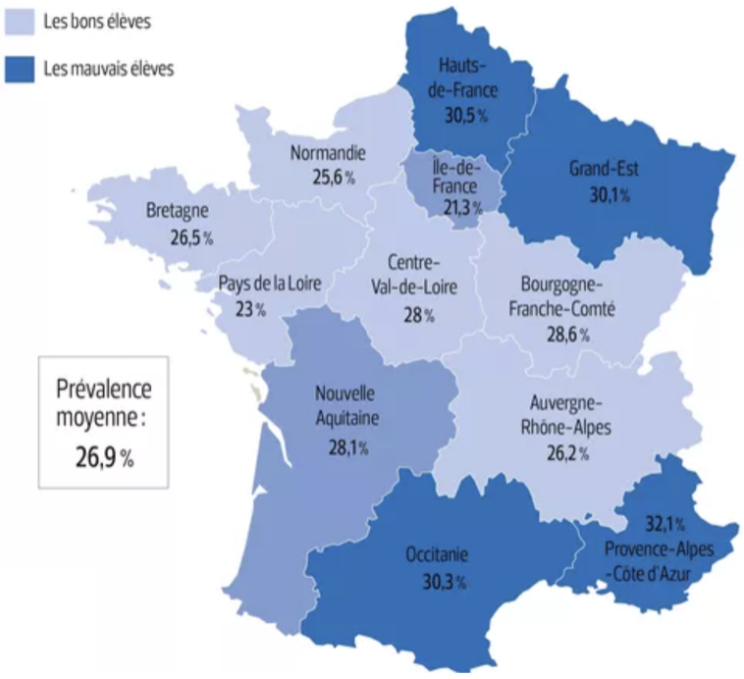 Les bons élèves
Les mauvais élèves
Hauts-
de-France
30,5 %
Normandie
25,6 %
Île-de-
France
21,3 %
Grand-Est
30,1 %
Bretagne
26,5 %
Pays de la Loire
23 %
Centre-
Val-de-Loire
28 %
Bourgogne-
Franche-Comté
28,6 %
Prévalence
moyenne :
26,9 %
Nouvelle
Aquitaine
28,1 %
Auvergne-
Rhône-Alpes
26,2 %
Occitanie
30,3 %
32,1 %
Provence-Alpes
-Côte d'Azur